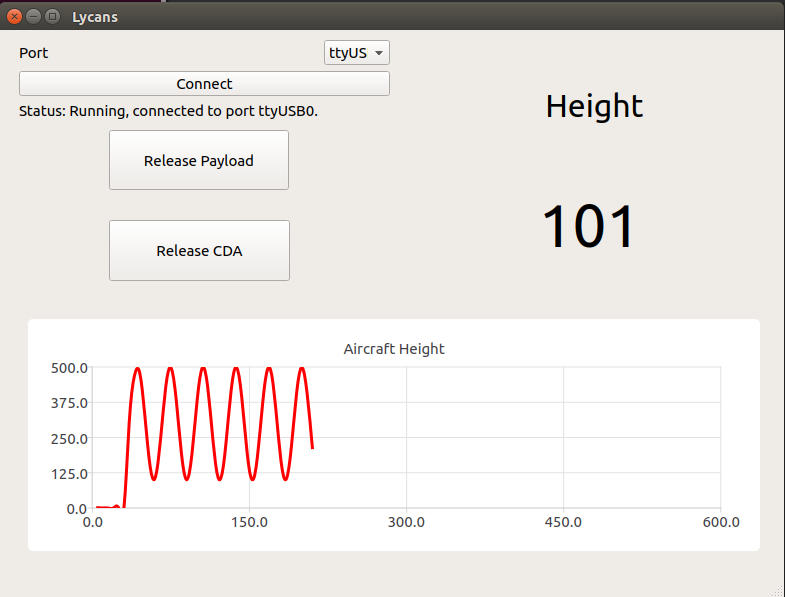 Lycans
Port
ttyUS
Connect
Status: Running, connected to port ttyUSB0.
Release Payload
Release CDA
Height
101
Aircraft Height
500.0
375.0
250.0
125.0
0.0
0.0 150.0 300.0 450.0 600.0